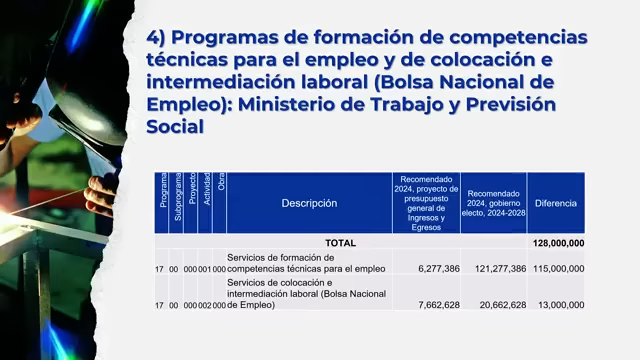 4) Programas de formación de competencias
técnicas para el empleo y de colocación e
intermediación laboral (Bolsa Nacional de
Empleo): Ministerio de Trabajo y Previsión
Social
Programa Subprograma Proyecto Actividad Obra Descripción Recomendado 2024, proyecto de presupuesto general de Ingresos y Egresos Recomendado 2024, gobierno electo, 2024-2028 Diferencia
TOTAL 128,000,000
17 00 000 001 000 Servicios de formación de competencias técnicas para el empleo 6,277,386 121,277,386 115,000,000
17 00 000 002 000 Servicios de colocación e intermediación laboral (Bolsa Nacional de Empleo) 7,662,628 20,662,628 13,000,000